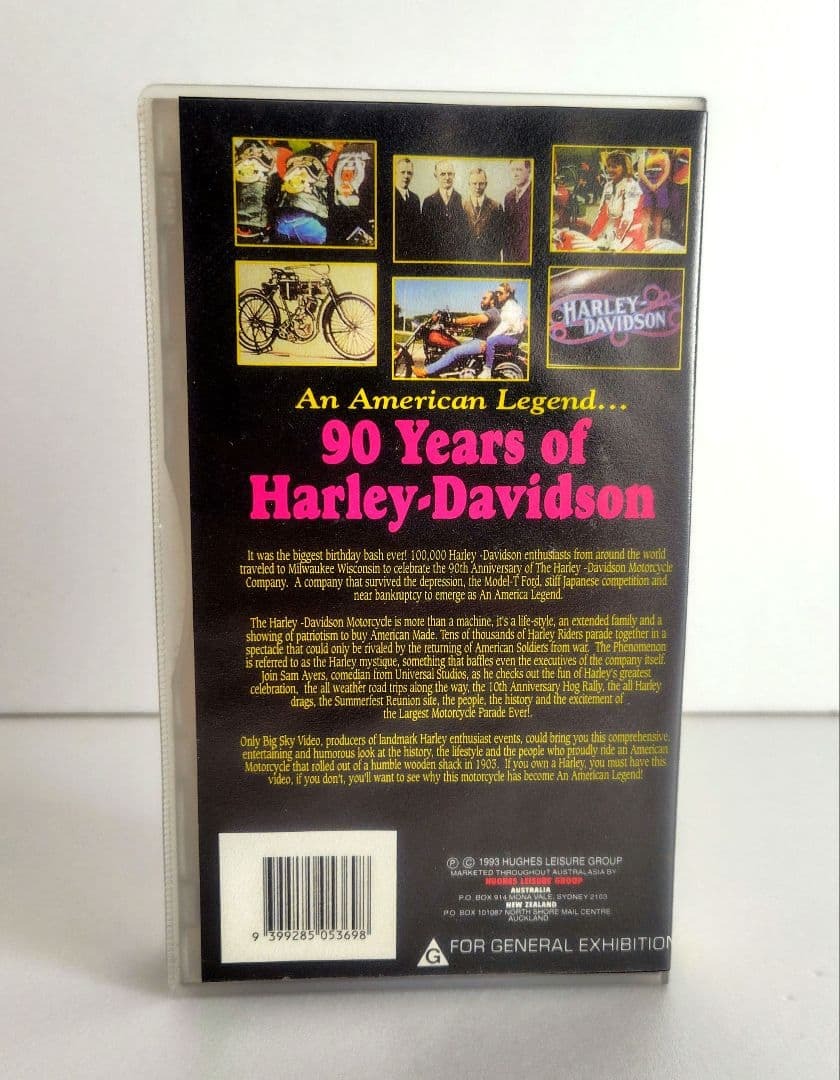 HARLEY-
DAVIDSON
An American Legend...
90 Years of
Harley-Davidson
It was the biggest birthday bash ever! 100,000 Harley -Davidson enthusiasts from around the world
traveled to Milwaukee Wisconsin to celebrate the 90th Anniversary of The Harley -Davidson Motorcycle
Company. A company that survived the depression, the Model-T Ford, stiff Japanese competition and
near bankruptcy to emerge as An America Legend.
The Harley -Davidson Motorcycle is more than a machine, it's a life-style, an extended family and a
showing of patriotism to buy American Made. Tens of thousands of Harley Riders parade together in a
spectacle that could only be rivaled by the returning of American Soldiers from war. The Phenomenon
is referred to as the Harley mystique, something that baffles even the executives of the company itself.
Join Sam Ayers, comedian from Universal Studios, as he checks out the fun of Harley's greatest
celebration, the all weather road trips along the way, the 10th Anniversary Hog Rally, the all Harley
drags, the Summerfest Reunion site, the people, the history and the excitement of
the Largest Motorcycle Parade Ever!.
Only Big Sky Video, producers of landmark Harley enthusiast events, could bring you this comprehensive,
entertaining and humorous look at the history, the lifestyle and the people who proudly ride an American
Motorcycle that rolled out of a humble wooden shack in 1903. If you own a Harley, you must have this
video, if you don't, you'll want to see why this motorcycle has become An American Legend!
℗ © 1993 HUGHES LEISURE GROUP
MARKETED THROUGHOUT AUSTRALASIA BY
HUGHES LEISURE GROUP
AUSTRALIA
P.O. BOX 914 MONA VALE, SYDNEY 2103
NEW ZEALAND
P.O. BOX 101087 NORTH SHORE MAIL CENTRE
AUCKLAND
9 399285 053698
G FOR GENERAL EXHIBITION